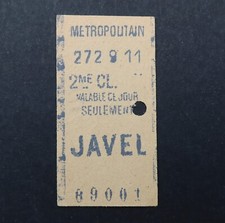 METROPOLITAIN
272 9 11
2ME CL.
VALABLE CE JOUR
SEULEMENT
JAVEL
89001